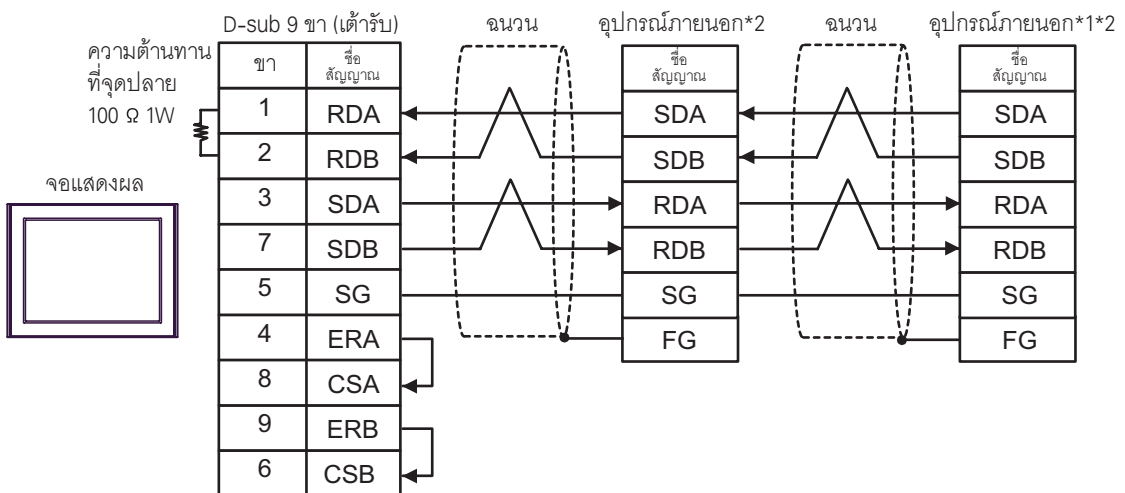 D-sub 9 ขา (เต้ารับ)
ฉนวน
อุปกรณ์ภายนอก*2
ฉนวน
อุปกรณ์ภายนอก*1*2
ความต้านทาน
ที่จุดปลาย
100 Ω 1W
จอแสดงผล
ขา
ชื่อ
สัญญาณ
1 RDA
2 RDB
3 SDA
7 SDB
5 SG
4 ERA
8 CSA
9 ERB
6 CSB
ชื่อ
สัญญาณ
SDA
SDB
RDA
RDB
SG
FG
ชื่อ
สัญญาณ
SDA
SDB
RDA
RDB
SG
FG